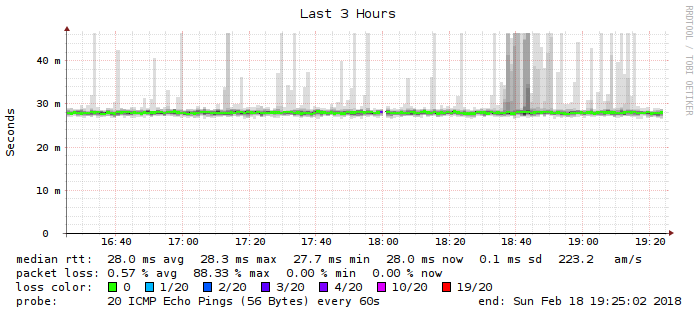 Last 3 Hours
RRDTOOL / TOBI OETIKER
Seconds
40 m
30 m
20 m
10 m
0
16:40 17:00 17:20 17:40 18:00 18:20 18:40 19:00 19:20
median rtt: 28.0 ms avg 28.3 ms max 27.7 ms min 28.0 ms now 0.1 ms sd 223.2 am/s
packet loss: 0.57 % avg 88.33 % max 0.00 % min 0.00 % now
loss color: 0 1/20 2/20 3/20 4/20 10/20 19/20
probe: 20 ICMP Echo Pings (56 Bytes) every 60s end: Sun Feb 18 19:25:02 2018